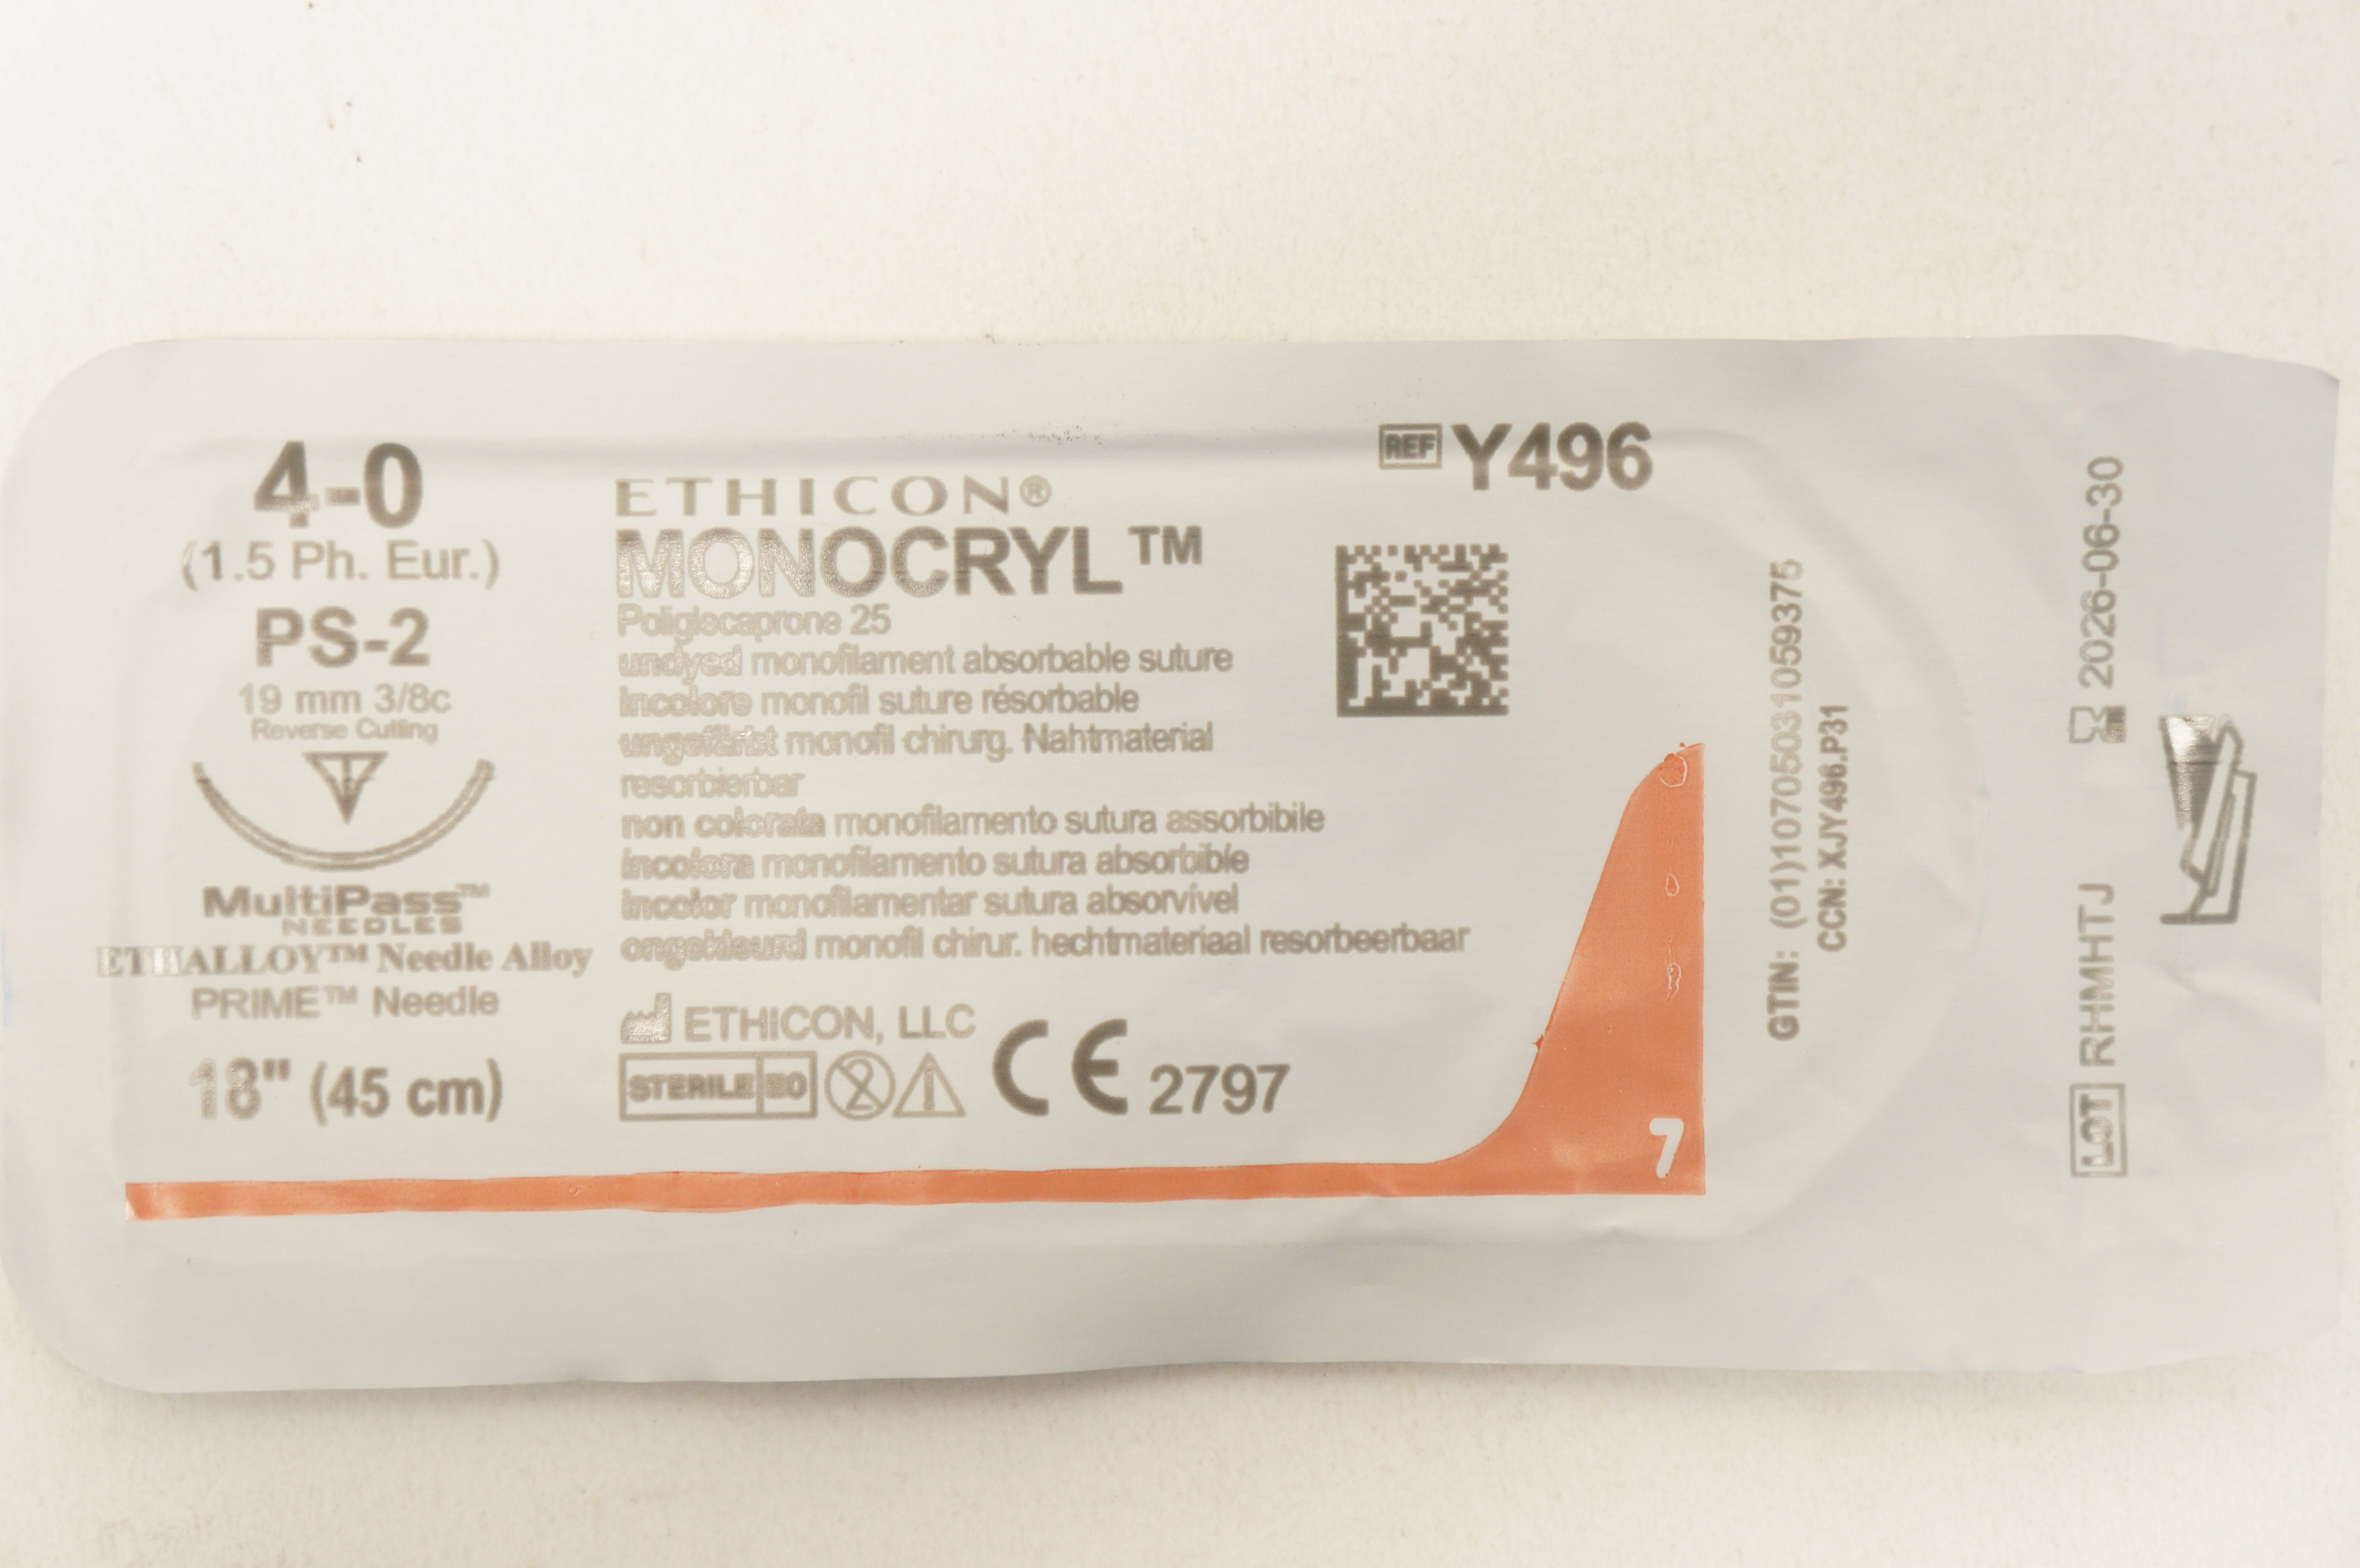 4-0
(1.5 Ph. Eur.)
PS-2
19 mm 3/8c
Reverse Cutting
MultiPass™
NEEDLES
ETHALLOY™ Needle Alloy
PRIME™ Needle
18" (45 cm)
ETHICON®
MONOCRYL™
Poliglecaprone 25
undyed monofilament absorbable suture
incolore monofil suture résorbable
ungefärbt monofil chirurg. Nahtmaterial
resorbierbar
non colorata monofilamento sutura assorbibile
incolora monofilamento sutura absorbible
incolor monofilamentar sutura absorvível
ongekleurd monofil chirur. hechtmateriaal resorbeerbaar
ETHICON, LLC
STERILE EO 2 CE 2797
REF Y496
7
GTIN: (01)10705031059375
CCN: XJY496.P31
2026-06-30
LOT RHMHTJ